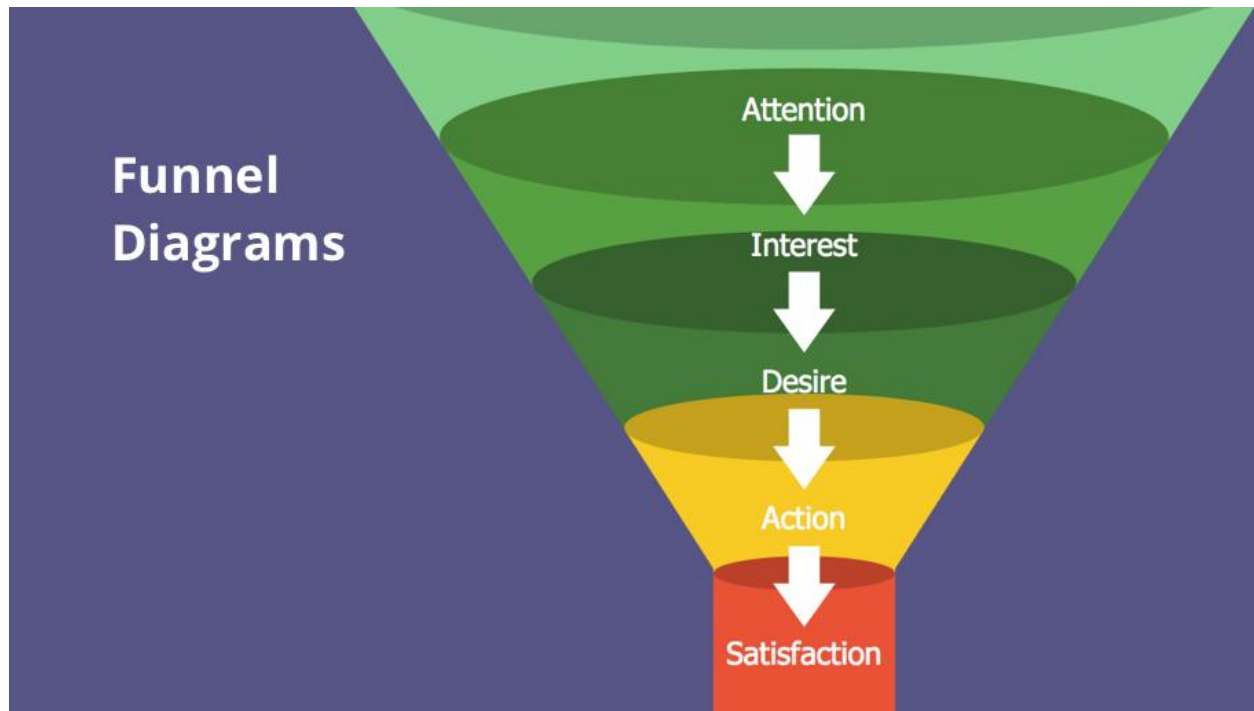 Funnel
Diagrams
Attention
Interest
Desire
Action
Satisfaction